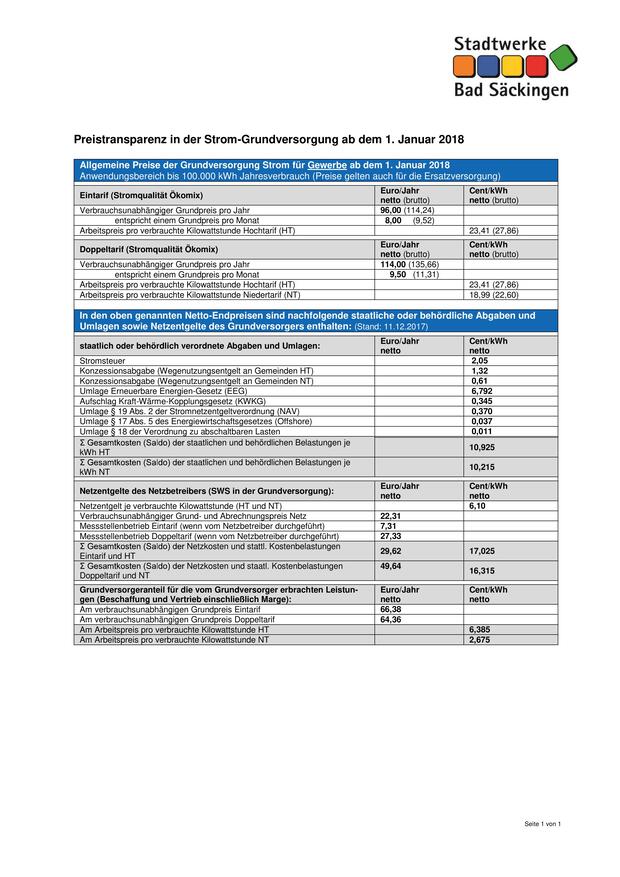 Stadtwerke
Bad Säckingen
Preistransparenz in der Strom-Grundversorgung ab dem 1. Januar 2018
Allgemeine Preise der Grundversorgung Strom für Gewerbe ab dem 1. Januar 2018
Anwendungsbereich bis 100.000 kWh Jahresverbrauch (Preise gelten auch für die Ersatzversorgung)
Eintarif (Stromqualität Ökomix) Euro/Jahr netto (brutto) Cent/kWh netto (brutto)
Verbrauchsunabhängiger Grundpreis pro Jahr 96,00 (114,24)
entspricht einem Grundpreis pro Monat 8,00 (9,52)
Arbeitspreis pro verbrauchte Kilowattstunde Hochtarif (HT) 23,41 (27,86)
Doppeltarif (Stromqualität Ökomix) Euro/Jahr netto (brutto) Cent/kWh netto (brutto)
Verbrauchsunabhängiger Grundpreis pro Jahr 114,00 (135,66)
entspricht einem Grundpreis pro Monat 9,50 (11,31)
Arbeitspreis pro verbrauchte Kilowattstunde Hochtarif (HT) 23,41 (27,86)
Arbeitspreis pro verbrauchte Kilowattstunde Niedertarif (NT) 18,99 (22,60)
In den oben genannten Netto-Endpreisen sind nachfolgende staatliche oder behördliche Abgaben und
Umlagen sowie Netzentgelte des Grundversorgers enthalten: (Stand: 11.12.2017)
staatlich oder behördlich verordnete Abgaben und Umlagen: Euro/Jahr netto Cent/kWh netto
Stromsteuer 2,05
Konzessionsabgabe (Wegenutzungsentgelt an Gemeinden HT) 1,32
Konzessionsabgabe (Wegenutzungsentgelt an Gemeinden NT) 0,61
Umlage Erneuerbare Energien-Gesetz (EEG) 6,792
Aufschlag Kraft-Wärme-Kopplungsgesetz (KWKG) 0,345
Umlage § 19 Abs. 2 der Stromnetzentgeltverordnung (NAV) 0,370
Umlage § 17 Abs. 5 des Energiewirtschaftsgesetzes (Offshore) 0,037
Umlage § 18 der Verordnung zu abschaltbaren Lasten 0,011
Σ Gesamtkosten (Saldo) der staatlichen und behördlichen Belastungen je
kWh HT 10,925
Σ Gesamtkosten (Saldo) der staatlichen und behördlichen Belastungen je
kWh NT 10,215
Netzentgelte des Netzbetreibers (SWS in der Grundversorgung): Euro/Jahr netto Cent/kWh netto
Netzentgelt je verbrauchte Kilowattstunde (HT und NT) 6,10
Verbrauchsunabhängiger Grund- und Abrechnungspreis Netz 22,31
Messstellenbetrieb Eintarif (wenn vom Netzbetreiber durchgeführt) 7,31
Messstellenbetrieb Doppeltarif (wenn vom Netzbetreiber durchgeführt) 27,33
Σ Gesamtkosten (Saldo) der Netzkosten und stattl. Kostenbelastungen
Eintarif und HT 29,62 17,025
Σ Gesamtkosten (Saldo) der Netzkosten und staatl. Kostenbelastungen
Doppeltarif und NT 49,64 16,315
Grundversorgeranteil für die vom Grundversorger erbrachten Leistun-
gen (Beschaffung und Vertrieb einschließlich Marge): Euro/Jahr netto Cent/kWh netto
Am verbrauchsunabhängigen Grundpreis Eintarif 66,38
Am verbrauchsunabhängigen Grundpreis Doppeltarif 64,36
Am Arbeitspreis pro verbrauchte Kilowattstunde HT 6,385
Am Arbeitspreis pro verbrauchte Kilowattstunde NT 2,675
Seite 1 von 1